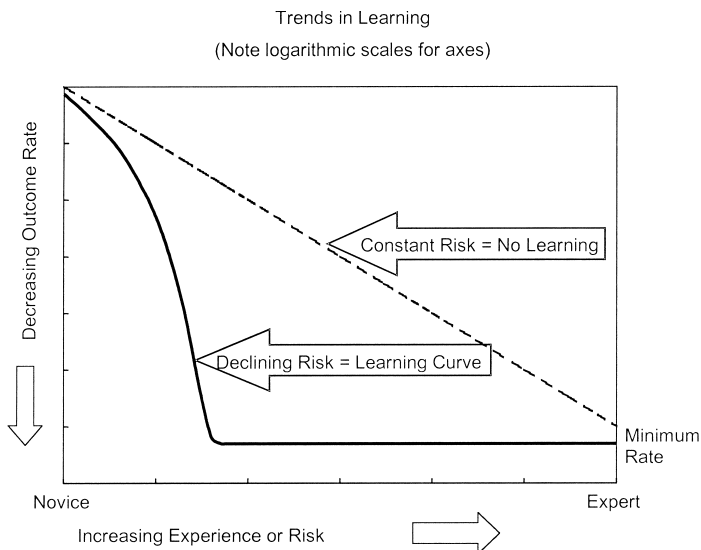 Trends in Learning
(Note logarithmic scales for axes)
Decreasing Outcome Rate
Constant Risk = No Learning
Declining Risk = Learning Curve
Minimum
Rate
Novice
Expert
Increasing Experience or Risk